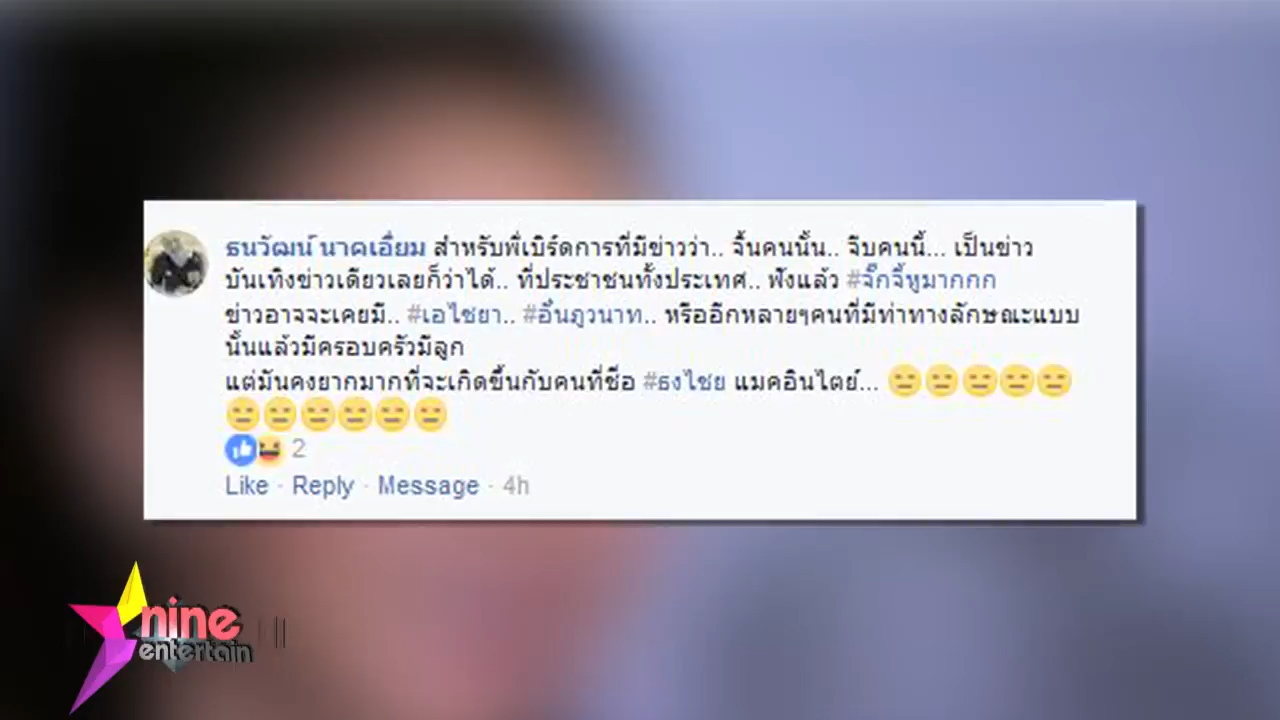 ธนวัฒน์ นาคเอี่ยม สำหรับพี่เบิร์ดการที่มีข่าวว่า.. จิ้นคนนั้น.. จีบคนนี้... เป็นข่าว
บันเทิงข่าวเดียวเลยก็ว่าได้.. ที่ประชาชนทั้งประเทศ.. ฟังแล้ว #จั๊กจี้หูมากกก
ข่าวอาจจะเคยมี.. #เอไชยา.. #อั๋นภูวนาท.. หรืออีกหลายๆคนที่มีท่าทางลักษณะแบบ
นั้นแล้วมีครอบครัวมีลูก
แต่มันคงยากมากที่จะเกิดขึ้นกับคนที่ชื่อ #ธงไชย แมคอินไตย์... 😑😑😑😑😑
😑😑😑😑😑😑
2
Like · Reply · Message · 4h
nine
entertain